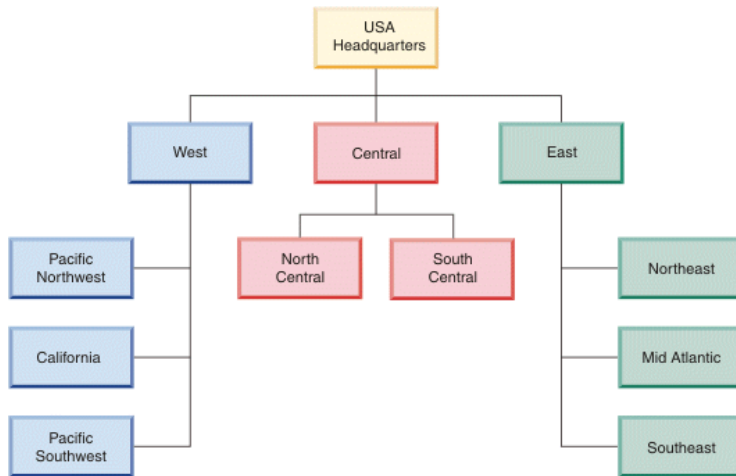 USA
Headquarters
West
Central
East
Pacific
Northwest
North
Central
South
Central
Northeast
California
Mid Atlantic
Pacific
Southwest
Southeast